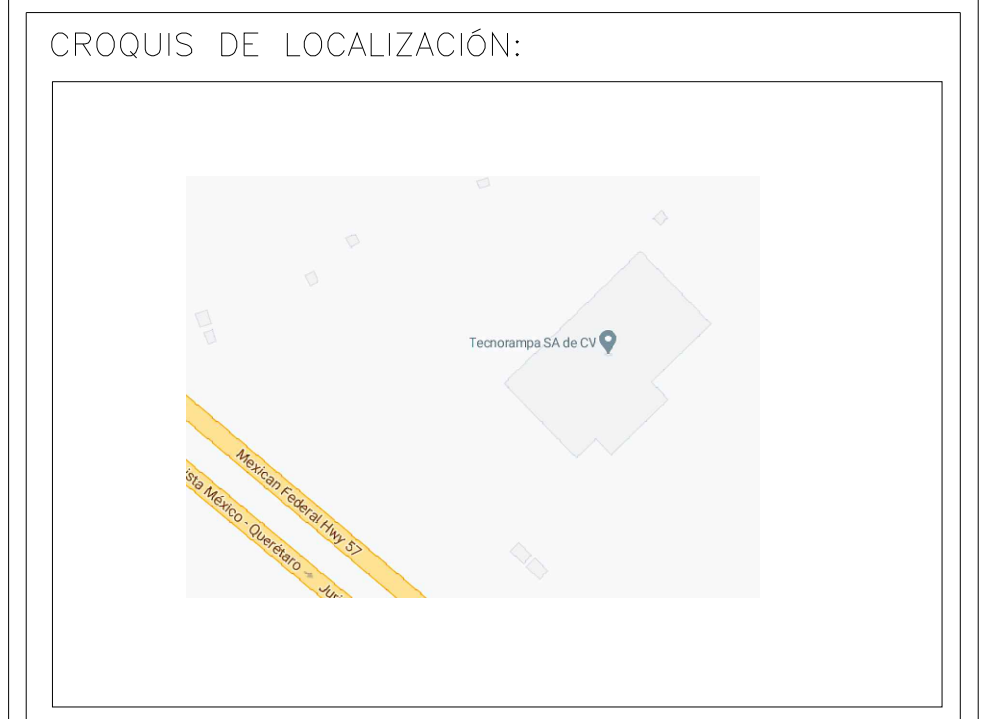 CROQUIS DE LOCALIZACIÓN:
Tecnorampa SA de CV
Mexican Federal Hwy 57
ista México - Querétaro